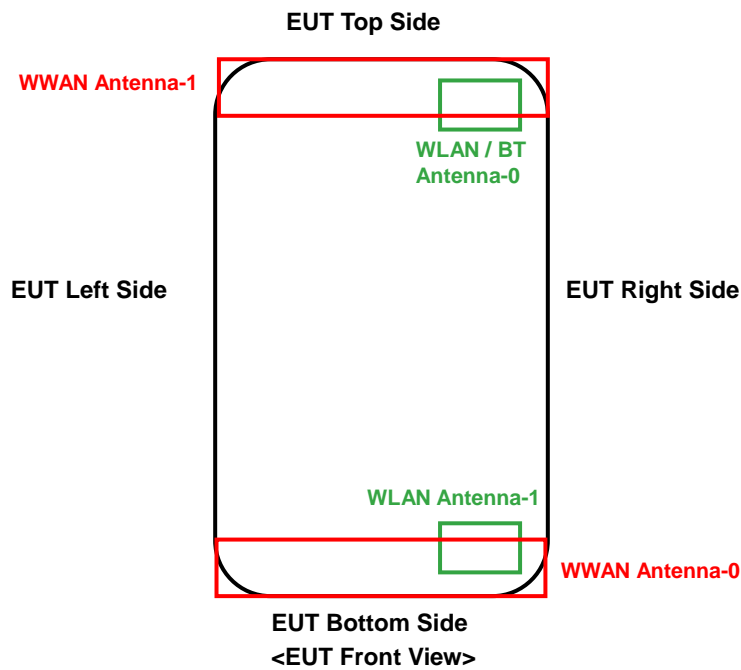 EUT Top Side
WWAN Antenna-1
WLAN / BT
Antenna-0
EUT Left Side
EUT Right Side
WLAN Antenna-1
WWAN Antenna-0
EUT Bottom Side
<EUT Front View>